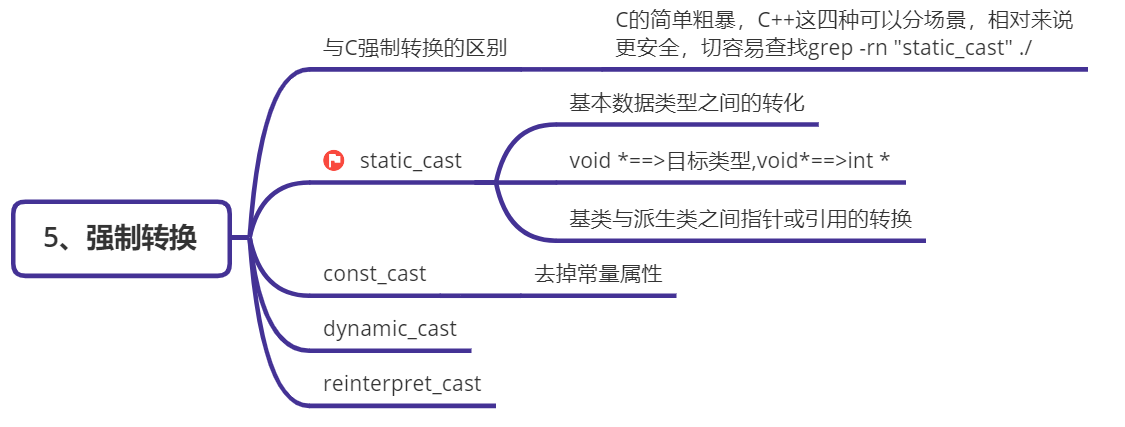 5、强制转换
与C强制转换的区别
C的简单粗暴，C++这四种可以分场景，相对来说
更安全，切容易查找grep -rn "static_cast" ./
static_cast
基本数据类型之间的转化
void *==>目标类型,void*==>int *
基类与派生类之间指针或引用的转换
const_cast
去掉常量属性
dynamic_cast
reinterpret_cast